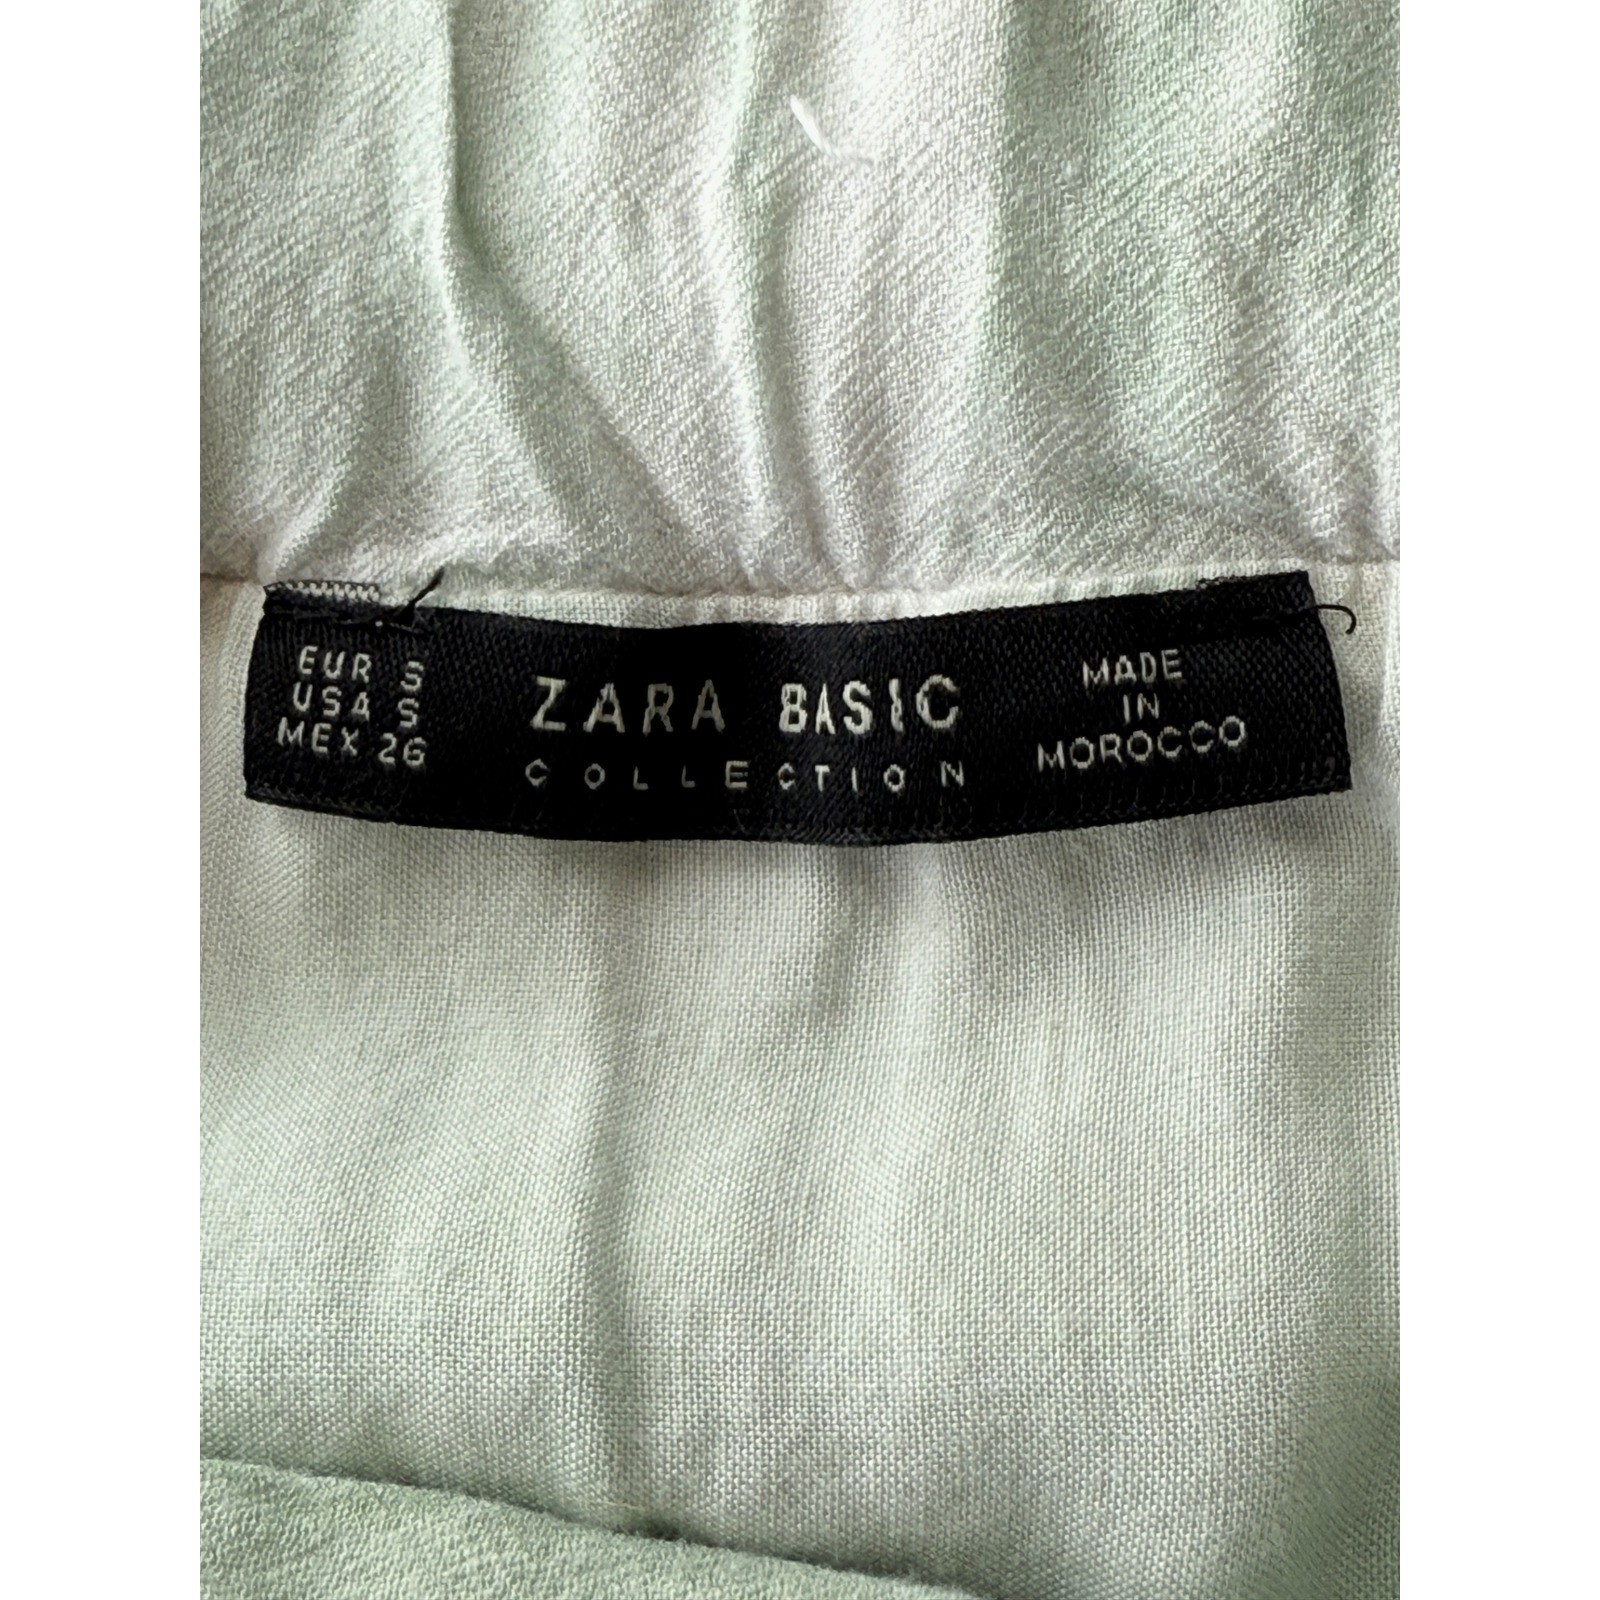 EUR S
USA S
MEX 26
ZARA BASIC
COLLECTION
MADE
IN
MOROCCO